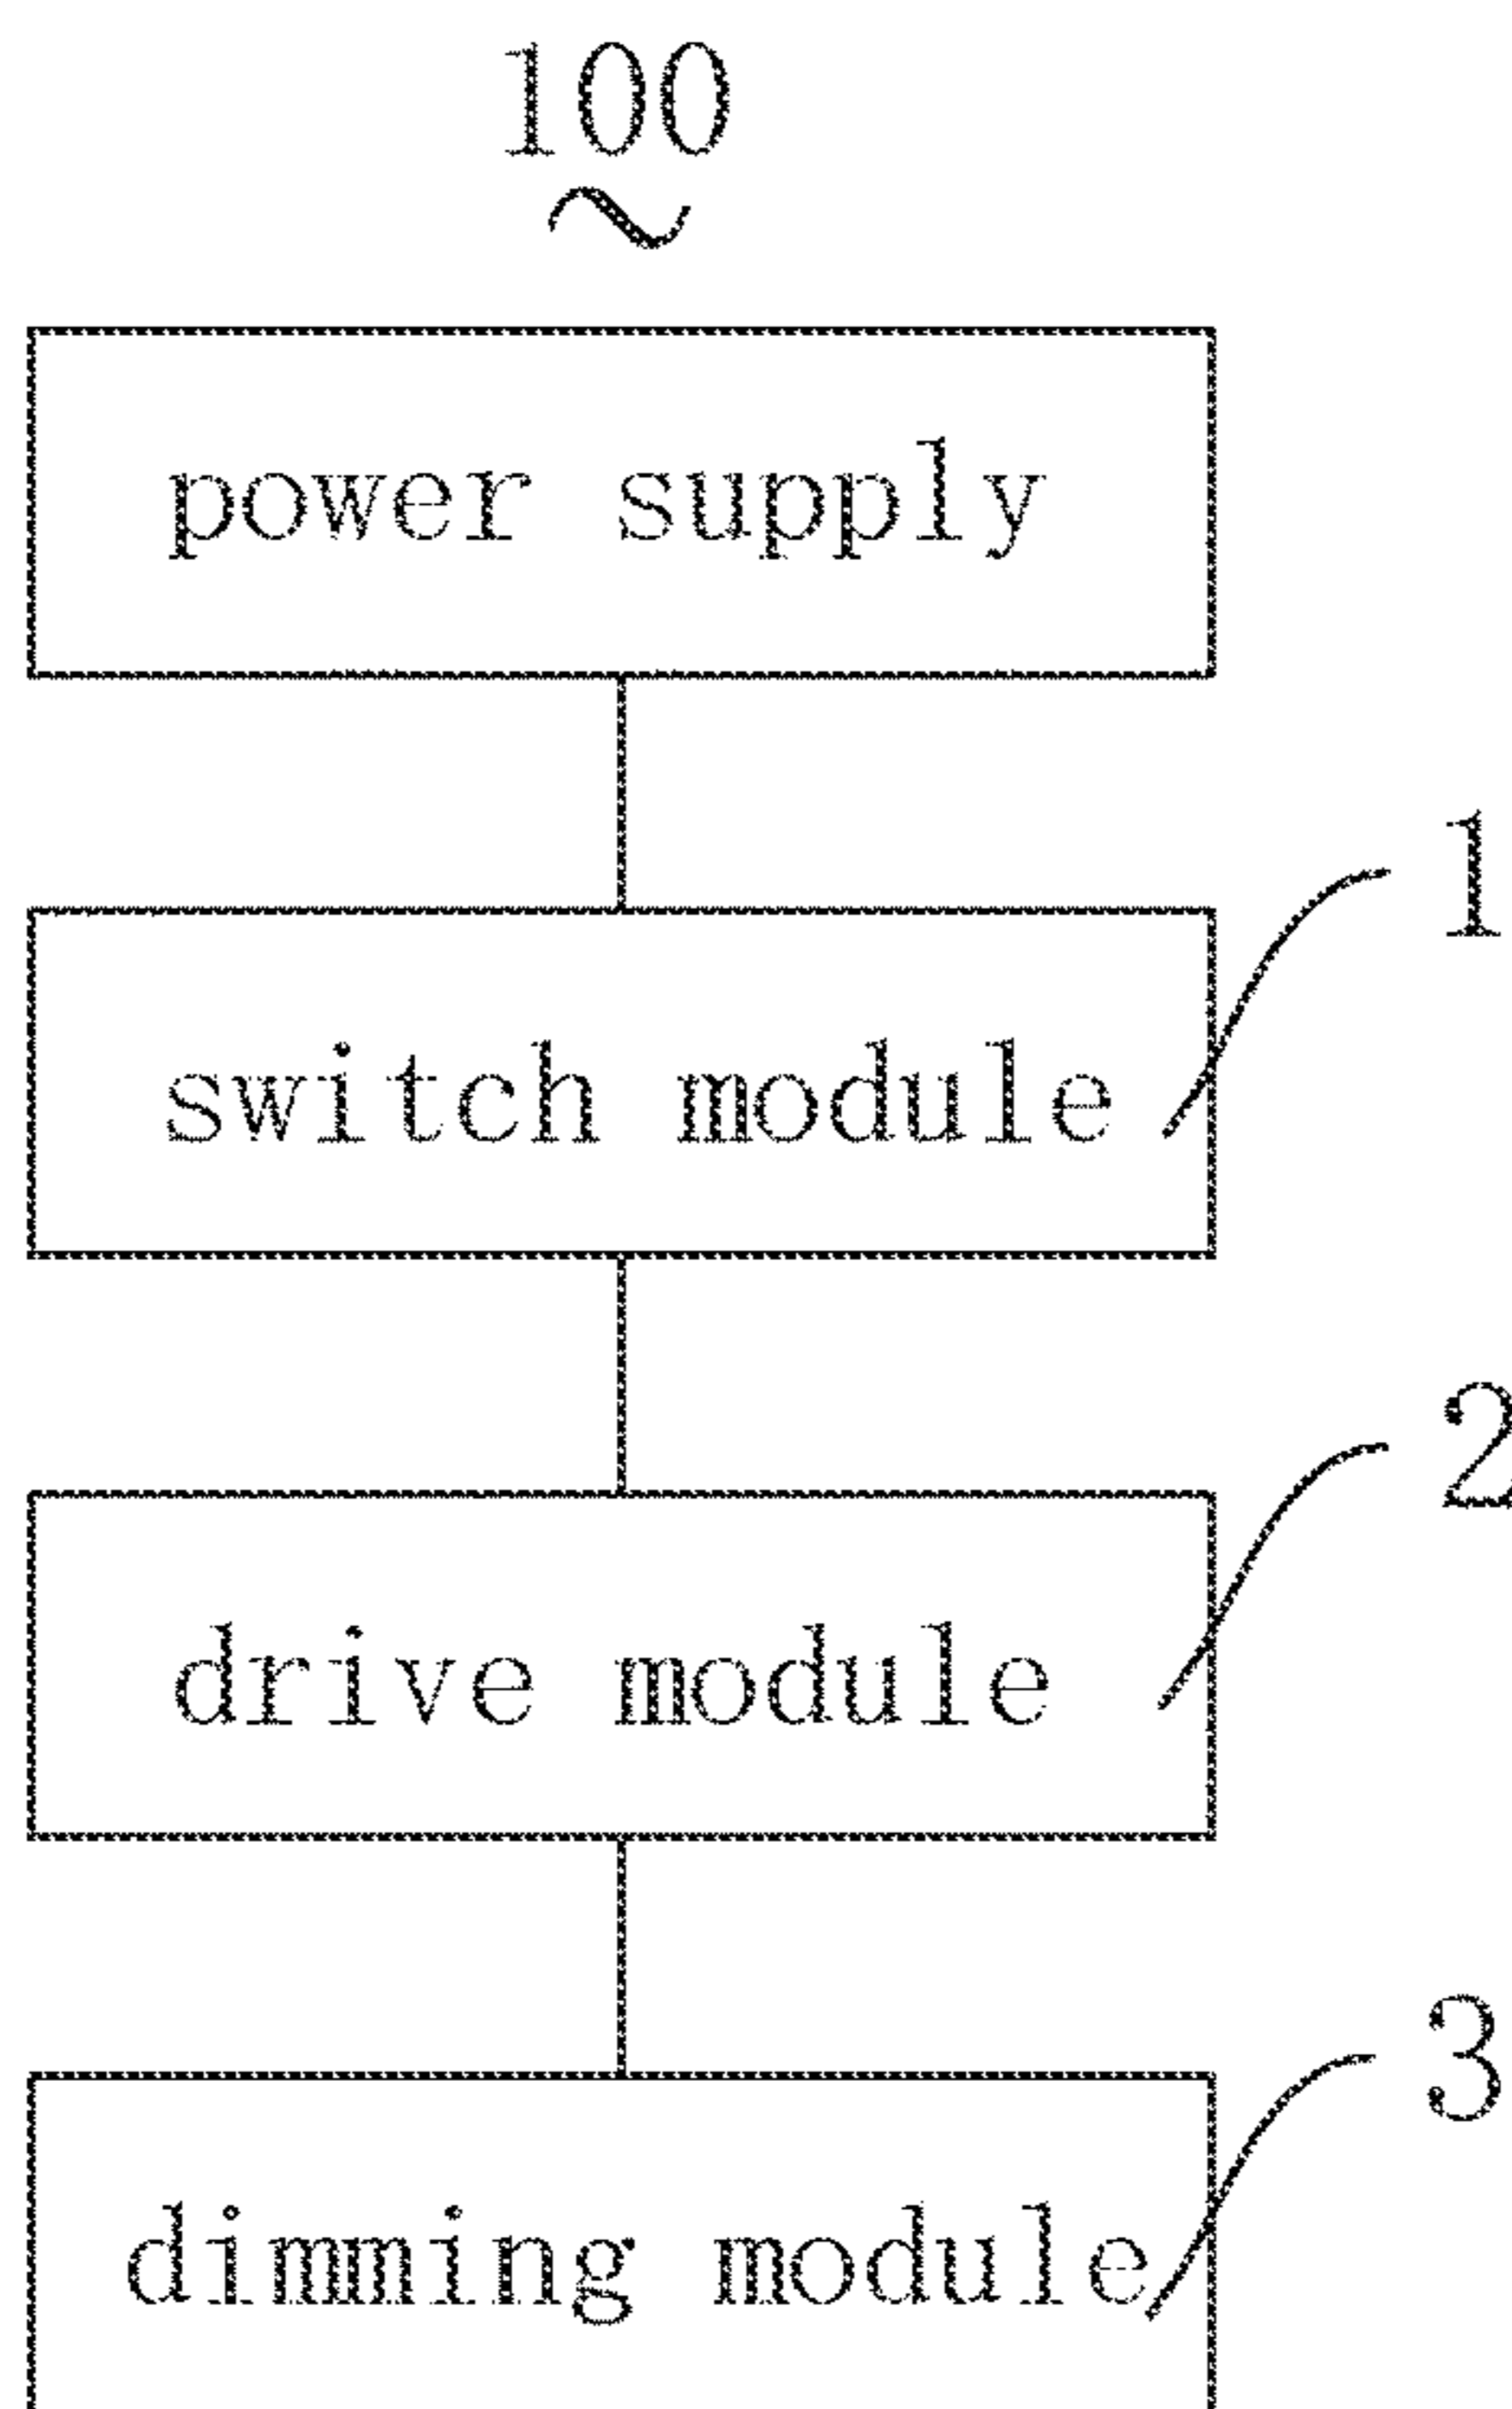 100
power supply
1
switch module
2
drive module
3
dimming module